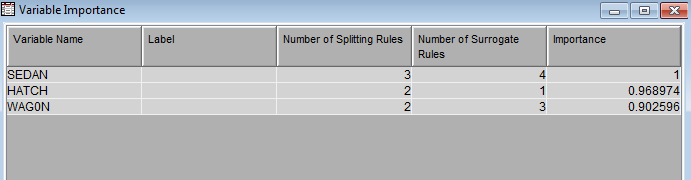 Variable Importance
Variable Name Label Number of Splitting Rules Number of Surrogate Rules Importance
SEDAN 3 4 1
HATCH 2 1 0.968974
WAG0N 2 3 0.902596